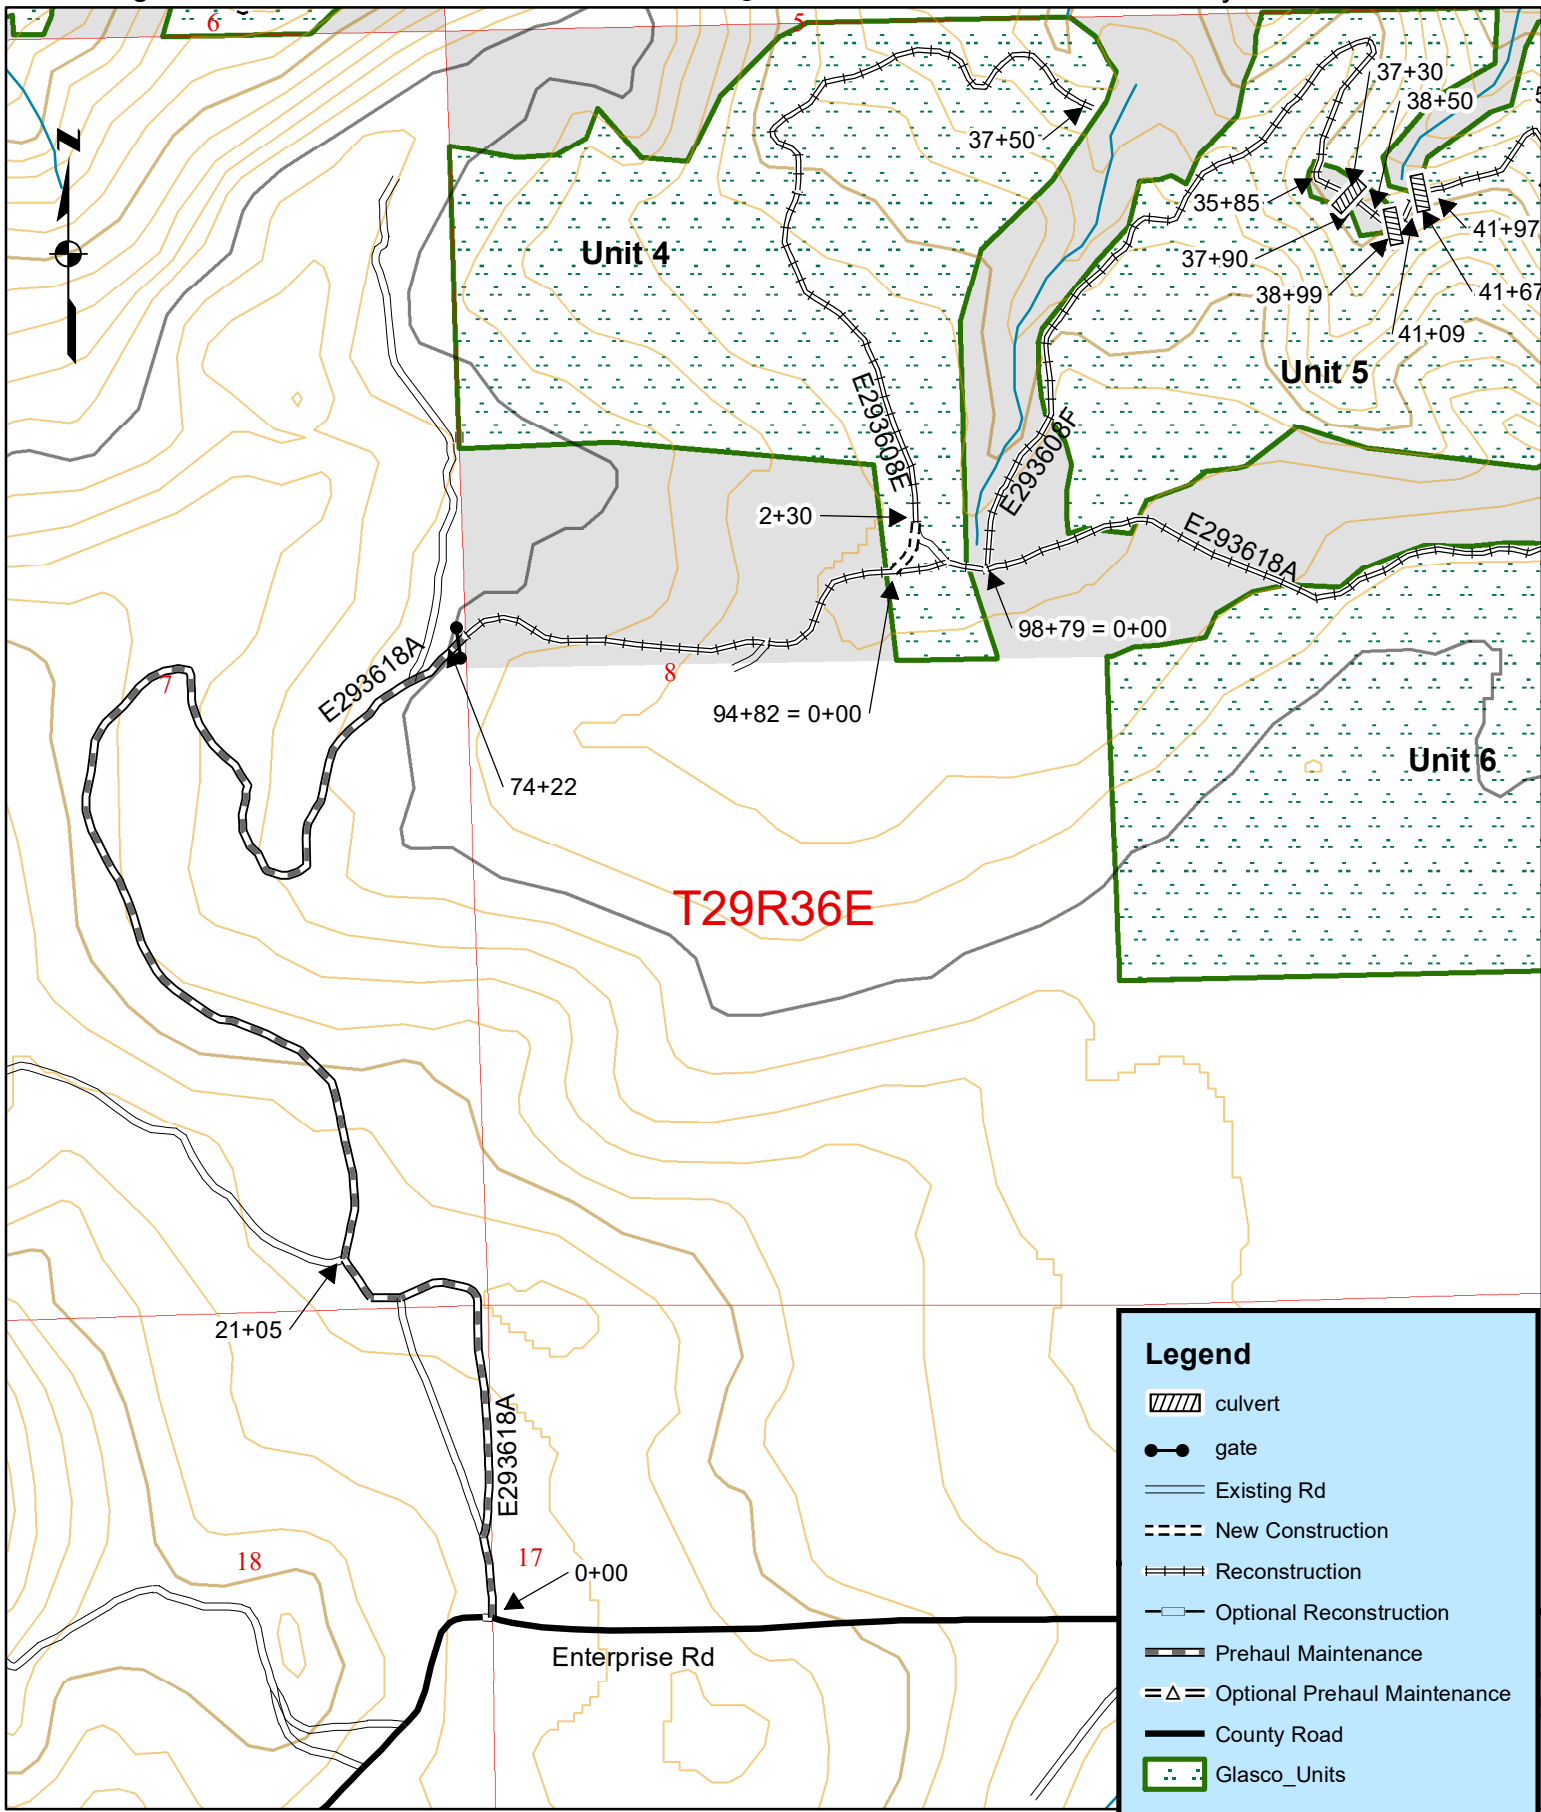 6
5
37+30
38+50
37+50
35+85
Unit 4
41+97
37+90
38+99
41+67
41+09
Unit 5
E293608E
E293608F
2+30
E293618A
98+79 = 0+00
E293618A
7
8
94+82 = 0+00
Unit 6
74+22
T29R36E
21+05
E293618A
18
17
0+00
Enterprise Rd
N
Legend
culvert
gate
Existing Rd
New Construction
Reconstruction
Optional Reconstruction
Prehaul Maintenance
Optional Prehaul Maintenance
County Road
Glasco_Units